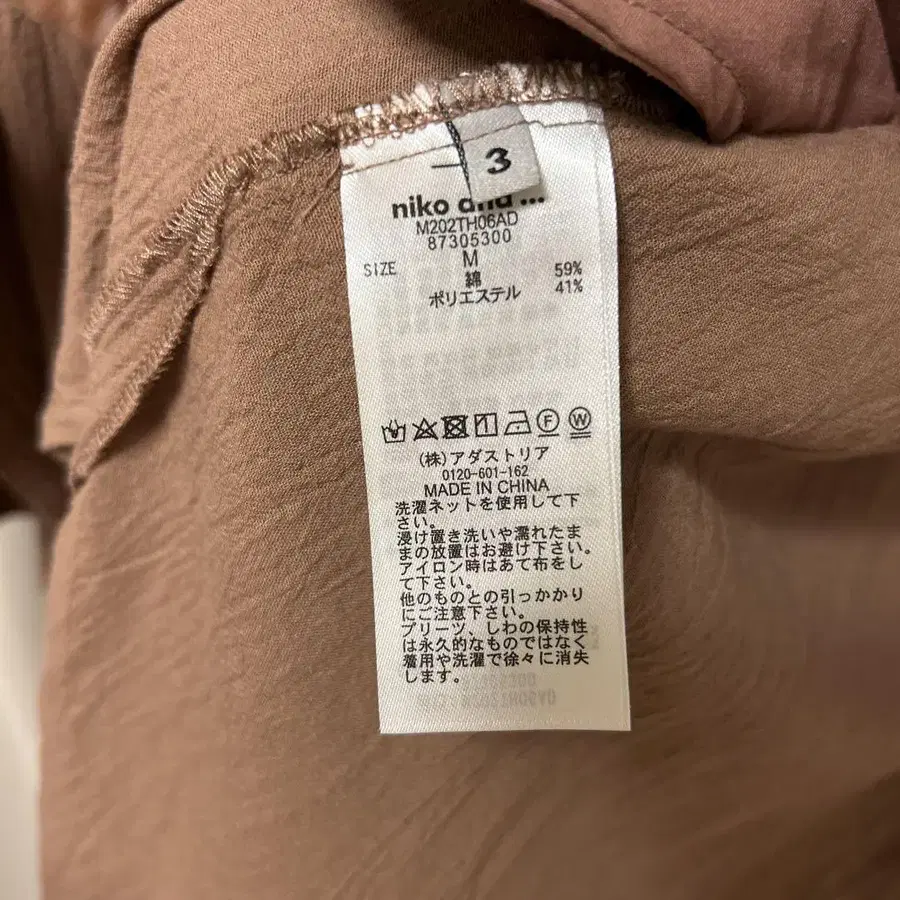 3
niko and ...
M202TH06AD
87305300
SIZE M
綿 59%
ポリエステル 41%
F W
(株)アダストリア
0120-601-162
MADE IN CHINA
洗濯ネットを使用して下
さい。
浸け置き洗いや濡れたま
まの放置はお避け下さい。
アイロン時はあて布をし
て下さい。
他のものとの引っかかり
にご注意下さい。
プリーツ、しわの保持性
は永久的なものではなく
着用や洗濯で徐々に消失
します。